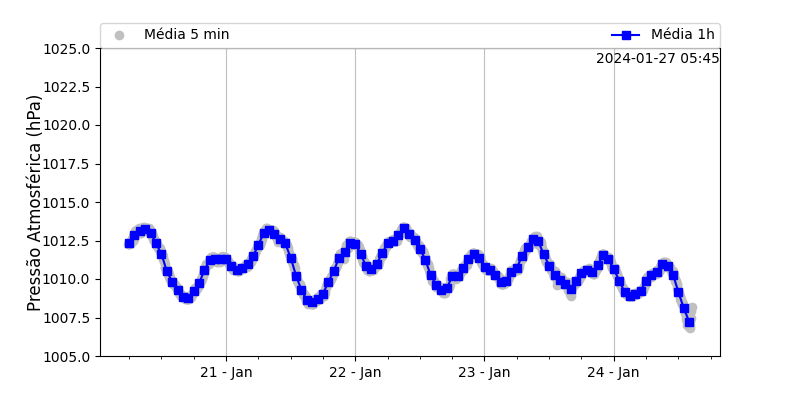 Média 5 min
Média 1h
2024-01-27 05:45
Pressão Atmosférica (hPa)
1025.0
1022.5
1020.0
1017.5
1015.0
1012.5
1010.0
1007.5
1005.0
21 - Jan
22 - Jan
23 - Jan
24 - Jan